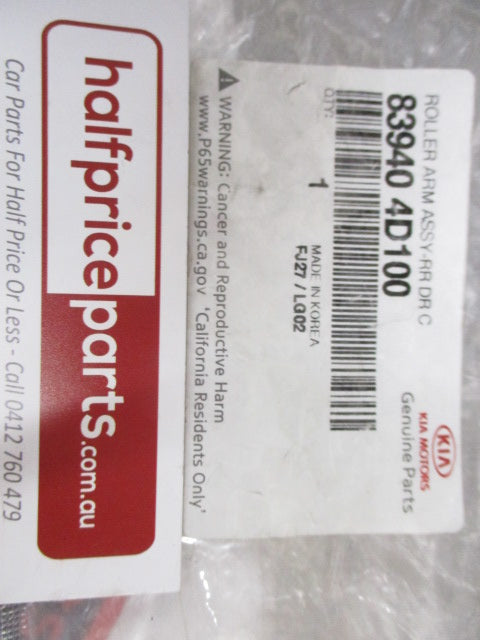 ROLLER ARM ASSY-RR DR C
83940 4D100
QTY:
1
MADE IN KOREA
FJ27 / LG02
KIA
KIA MOTORS
Genuine Parts
WARNING: Cancer and Reproductive Harm
www.P65warnings.ca.gov 'California Residents Only'
halfpriceparts.com.au
Car Parts For Half Price Or Less - Call 0412 760 479